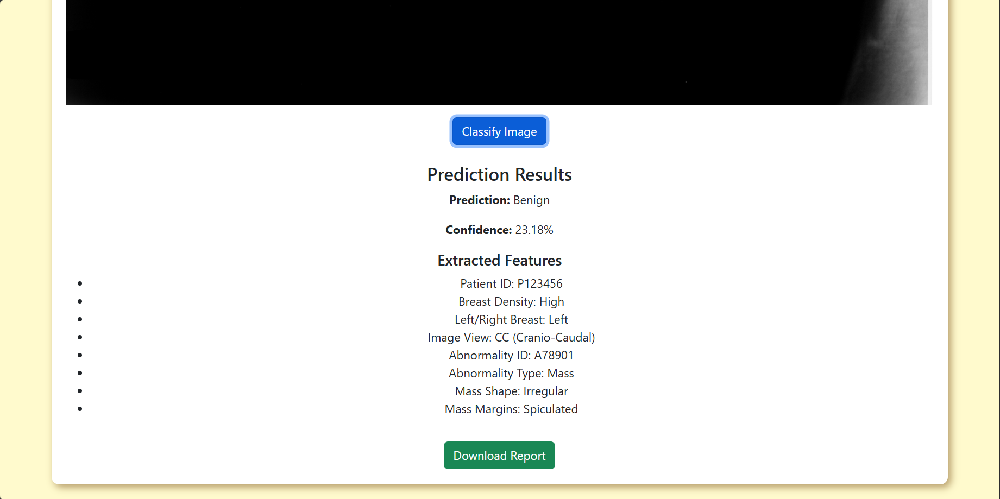 Classify Image
Prediction Results
Prediction: Benign
Confidence: 23.18%
Extracted Features
Patient ID: P123456
Breast Density: High
Left/Right Breast: Left
Image View: CC (Cranio-Caudal)
Abnormality ID: A78901
Abnormality Type: Mass
Mass Shape: Irregular
Mass Margins: Spiculated
Download Report